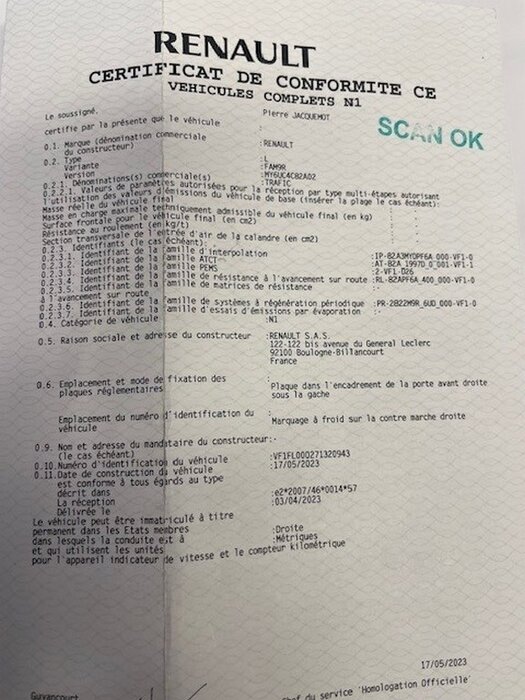 RENAULT
CERTIFICAT DE CONFORMITE CE
VEHICULES COMPLETS N1
SCAN OK
Le soussigné, Pierre JACQUEMOT
certifie par la présente que le véhicule :
0.1. Marque (dénomination commerciale
du constructeur) :RENAULT
0.2. Type :L
Variante :FAM9R
Version :MY6UC4CB2A02
0.2.1. Dénominations(s) commerciale(s) :TRAFIC
0.2.2.1. Valeurs de paramètres autorisées pour la réception par type multi-étapes autorisant
l'utilisation des valeurs d'émissions du véhicule de base (insérer la plage le cas échéant):
Masse réelle du véhicule final
Masse en charge maximale techniquement admissible du véhicule final (en kg)
Surface frontale pour le véhicule final (en cm2)
Résistance au roulement (en kg/t)
Section transversale de l'entrée d'air de la calandre (en cm2)
0.2.3. Identifiants (le cas échéant):
0.2.3.1. Identifiant de la famille d'interpolation
0.2.3.2. Identifiant de la famille ATCT
0.2.3.3. Identifiant de la famille PEMS :2-VF1-D26
0.2.3.4. Identifiant de la famille de résistance à l'avancement sur route
0.2.3.5. Identifiant de la famille de matrices de résistance
à l'avancement sur route
0.2.3.6. Identifiant de la famille de systèmes à régénération périodique
0.2.3.7. Identifiant de la famille d'essais d'émissions par évaporation :-
0.4. Catégorie de véhicule :N1
0.5. Raison sociale et adresse du constructeur :RENAULT S.A.S.
122-122 bis avenue du General Leclerc
92100 Boulogne-Billancourt
France
0.6. Emplacement et mode de fixation des :Plaque dans l'encadrement de la porte avant droite
plaques réglementaires sous la gache
Emplacement du numéro d'identification du :
véhicule Marquage à froid sur la contre marche droite
0.9. Nom et adresse du mandataire du constructeur:-
(le cas échéant)
0.10.Numéro d'identification du véhicule :VF1FL000271320943
0.11.Date de construction du véhicule :17/05/2023
est conforme à tous égards au type
décrit dans
La réception :e2*2007/46*0014*57
Délivrée le :03/04/2023
Le véhicule peut être immatriculé à titre
permanent dans les Etats membres
dans lesquels la conduite est à :Droite
et qui utilisent les unités :Métriques
pour l'appareil indicateur de vitesse et le compteur kilométrique
17/05/2023
Guyancourt
Chef du service 'Homologation Officielle'